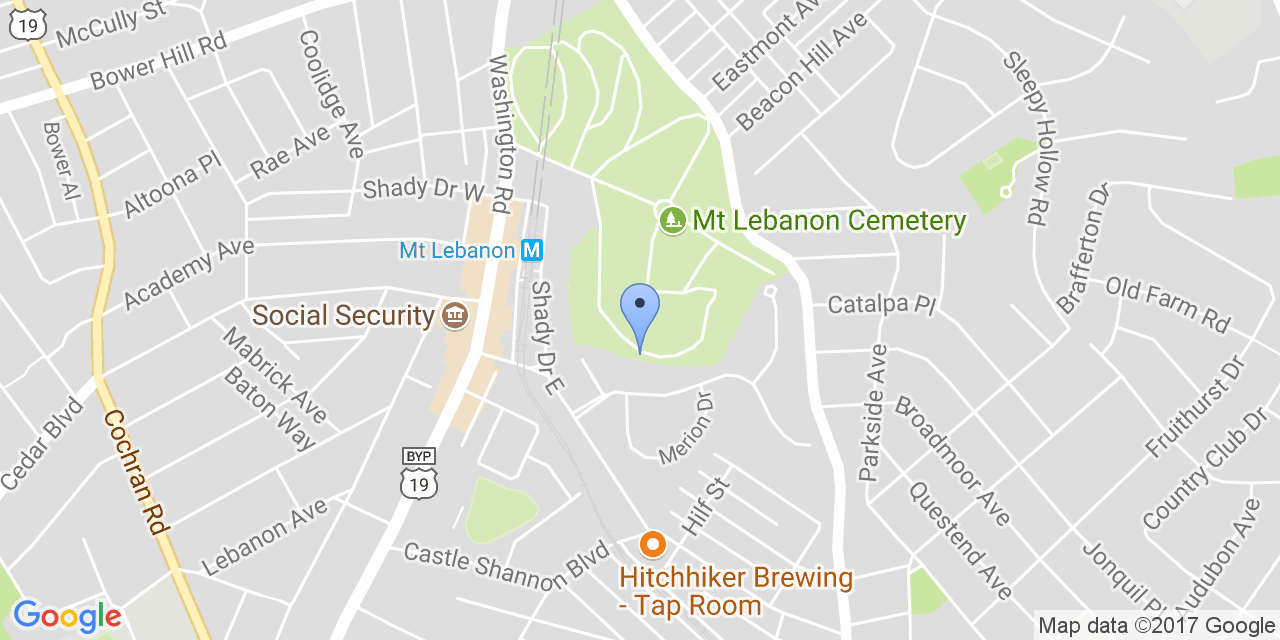 19
McCully St
Bower Hill Rd
Coolidge Ave
Washington Rd
Eastmont Av
Beacon Hill Ave
Sleepy Hollow Rd
Bower Al
Rae Ave
Altoona Pl
Shady Dr W
Mt Lebanon Cemetery
Brafferton Dr
Academy Ave
Mt Lebanon M
Shady Dr E
Social Security
Catalpa Pl
Old Farm Rd
Mabrick Ave
Baton Way
Cedar Blvd
Cochran Rd
Merion Dr
Parkside Ave
Broadmoor Ave
Fruithurst Dr
Country Club Dr
BYP
19
Lebanon Ave
Hilf St
Questend Ave
Castle Shannon Blvd
Jonquil Pl
Audubon Ave
Hitchhiker Brewing
- Tap Room
Google
Map data ©2017 Google